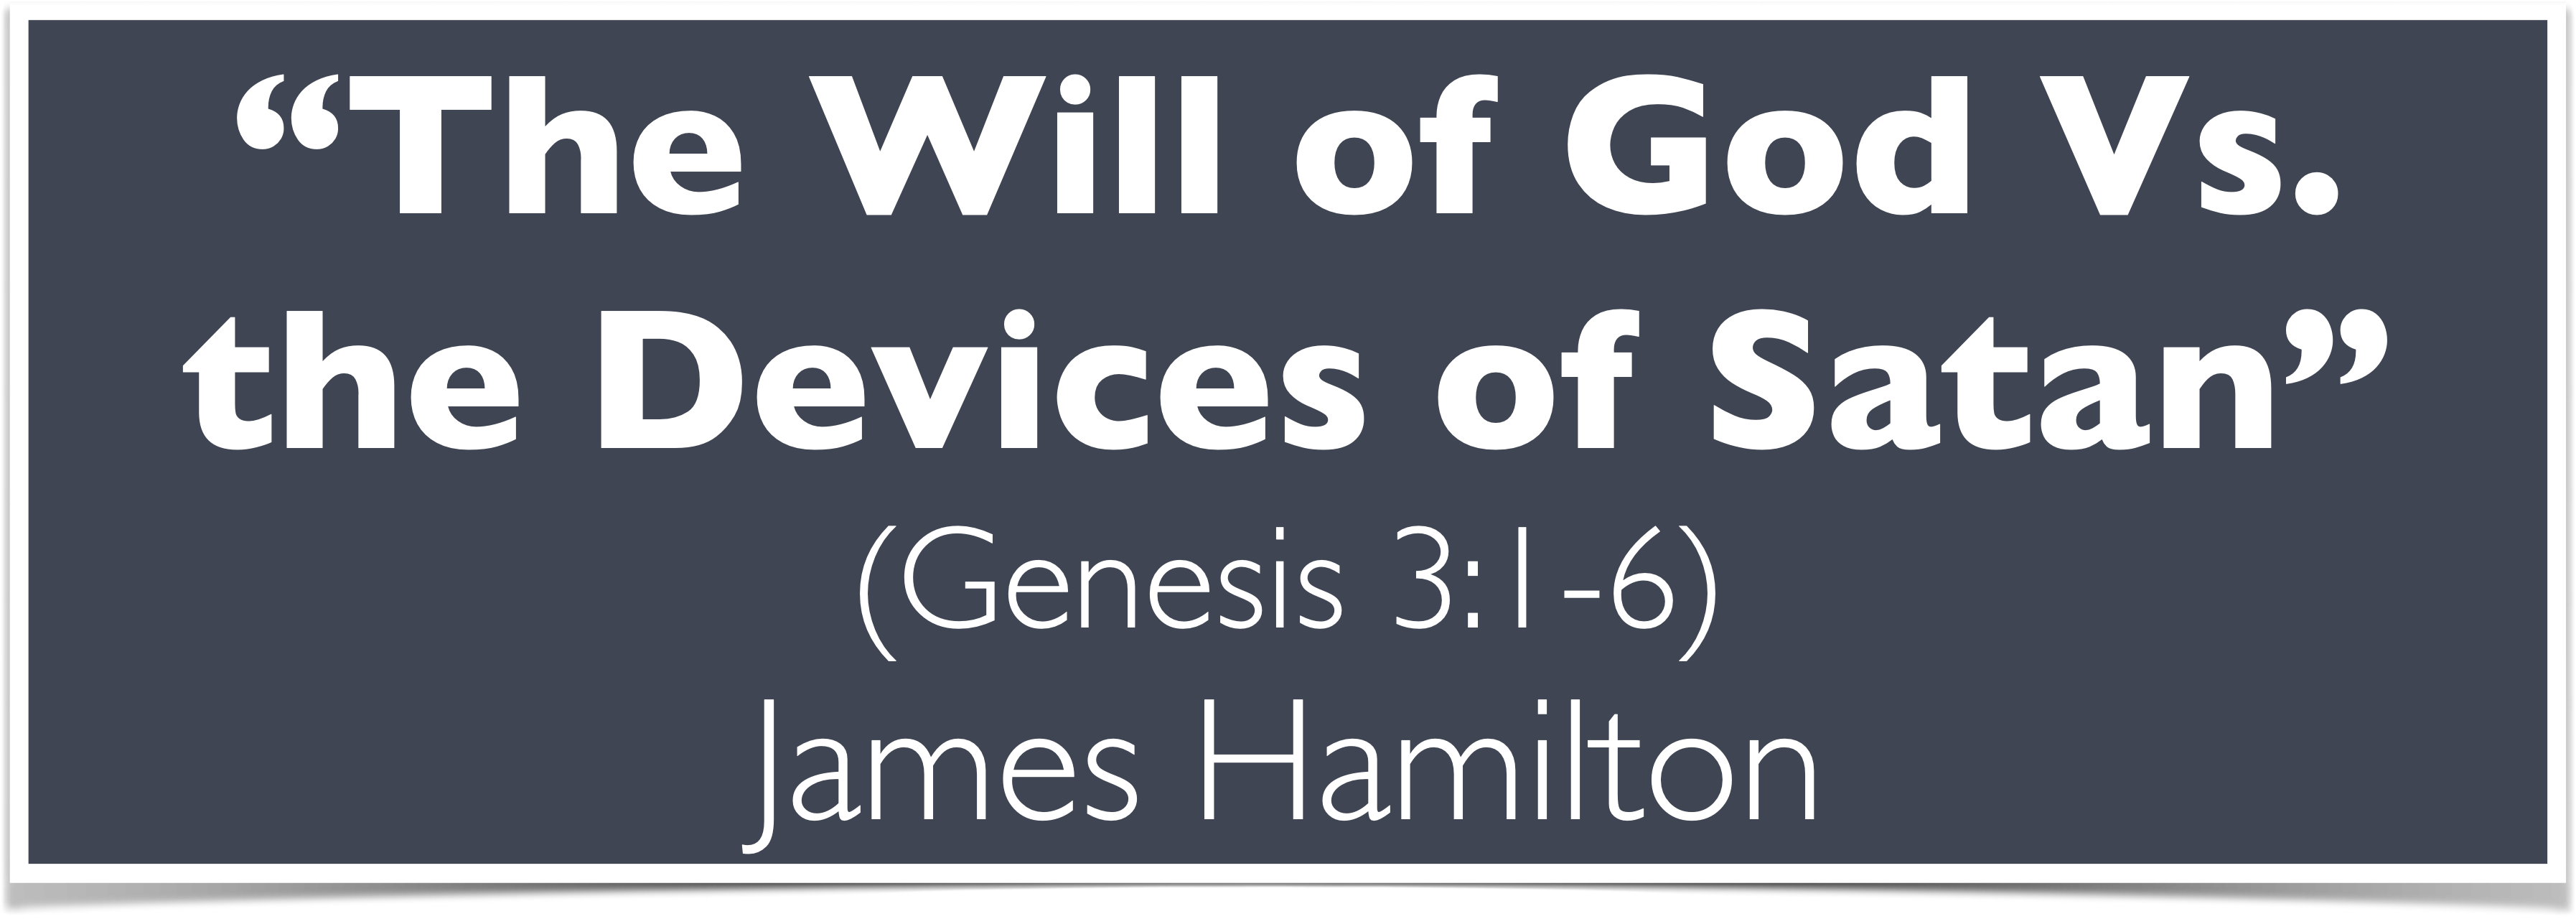 “The Will of God Vs.
the Devices of Satan”
(Genesis 3:1-6)
James Hamilton